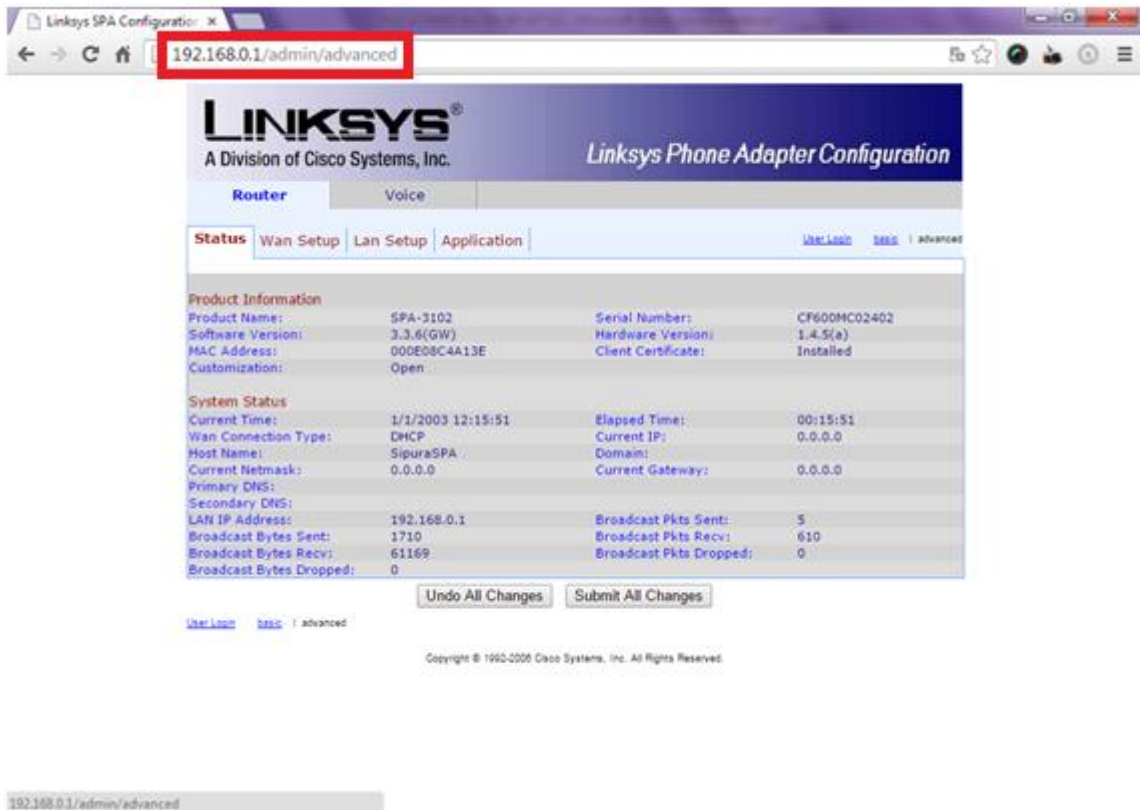 Linksys SPA Configuration
192.168.0.1/admin/advanced
LINKSYS®
A Division of Cisco Systems, Inc.
Linksys Phone Adapter Configuration
Router Voice
Status Wan Setup Lan Setup Application User Login basic | advanced
Product Information
Product Name: SPA-3102 Serial Number: CF600MC02402
Software Version: 3.3.6(GW) Hardware Version: 1.4.5(a)
MAC Address: 000E08C4A13E Client Certificate: Installed
Customization: Open
System Status
Current Time: 1/1/2003 12:15:51 Elapsed Time: 00:15:51
Wan Connection Type: DHCP Current IP: 0.0.0.0
Host Name: SipuraSPA Domain:
Current Netmask: 0.0.0.0 Current Gateway: 0.0.0.0
Primary DNS:
Secondary DNS:
LAN IP Address: 192.168.0.1 Broadcast Pkts Sent: 5
Broadcast Bytes Sent: 1710 Broadcast Pkts Recv: 610
Broadcast Bytes Recv: 61169 Broadcast Pkts Dropped: 0
Broadcast Bytes Dropped: 0
Undo All Changes Submit All Changes
User Login basic | advanced
Copyright © 1992-2006 Cisco Systems, Inc. All Rights Reserved.
192.168.0.1/admin/advanced